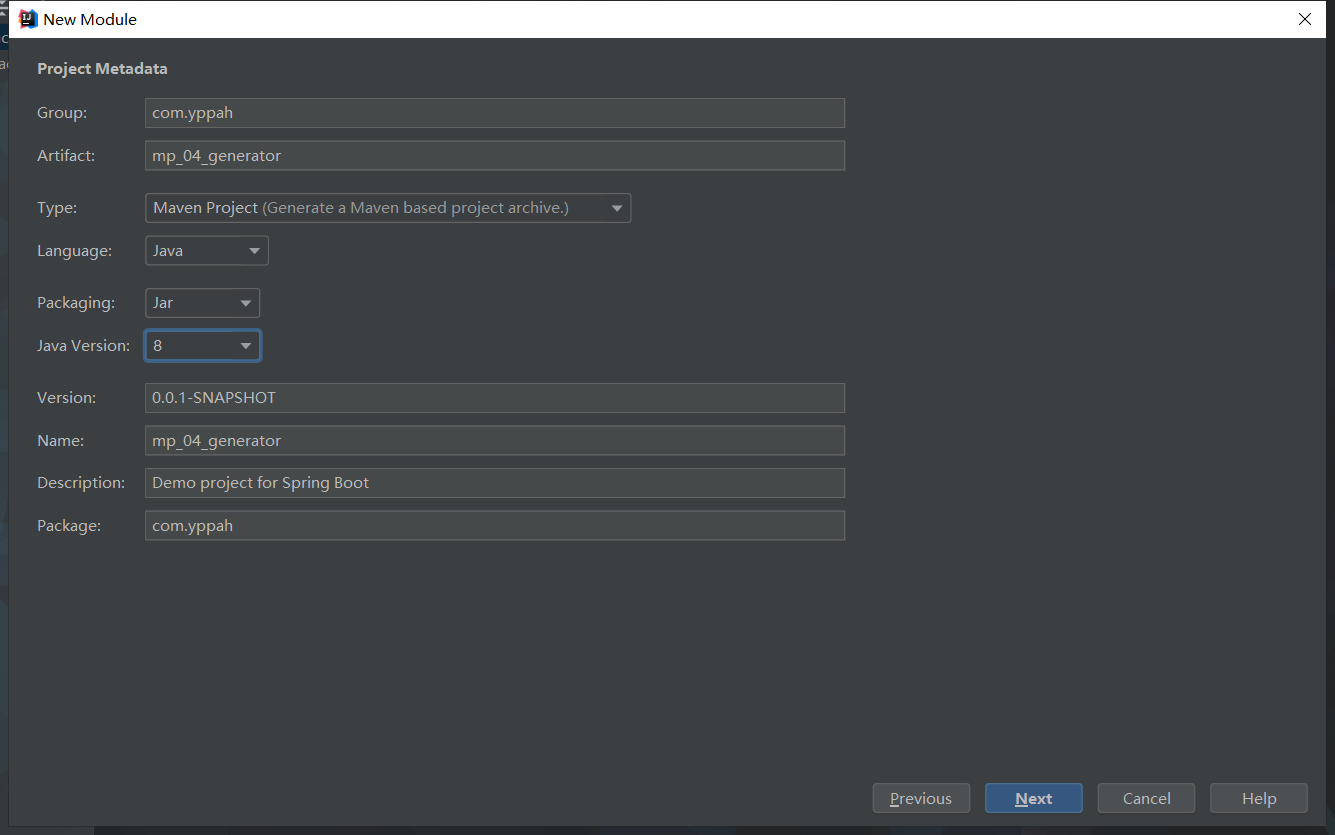 New Module
Project Metadata
Group: com.yppah
Artifact: mp_04_generator
Type: Maven Project (Generate a Maven based project archive.)
Language: Java
Packaging: Jar
Java Version: 8
Version: 0.0.1-SNAPSHOT
Name: mp_04_generator
Description: Demo project for Spring Boot
Package: com.yppah
Previous Next Cancel Help